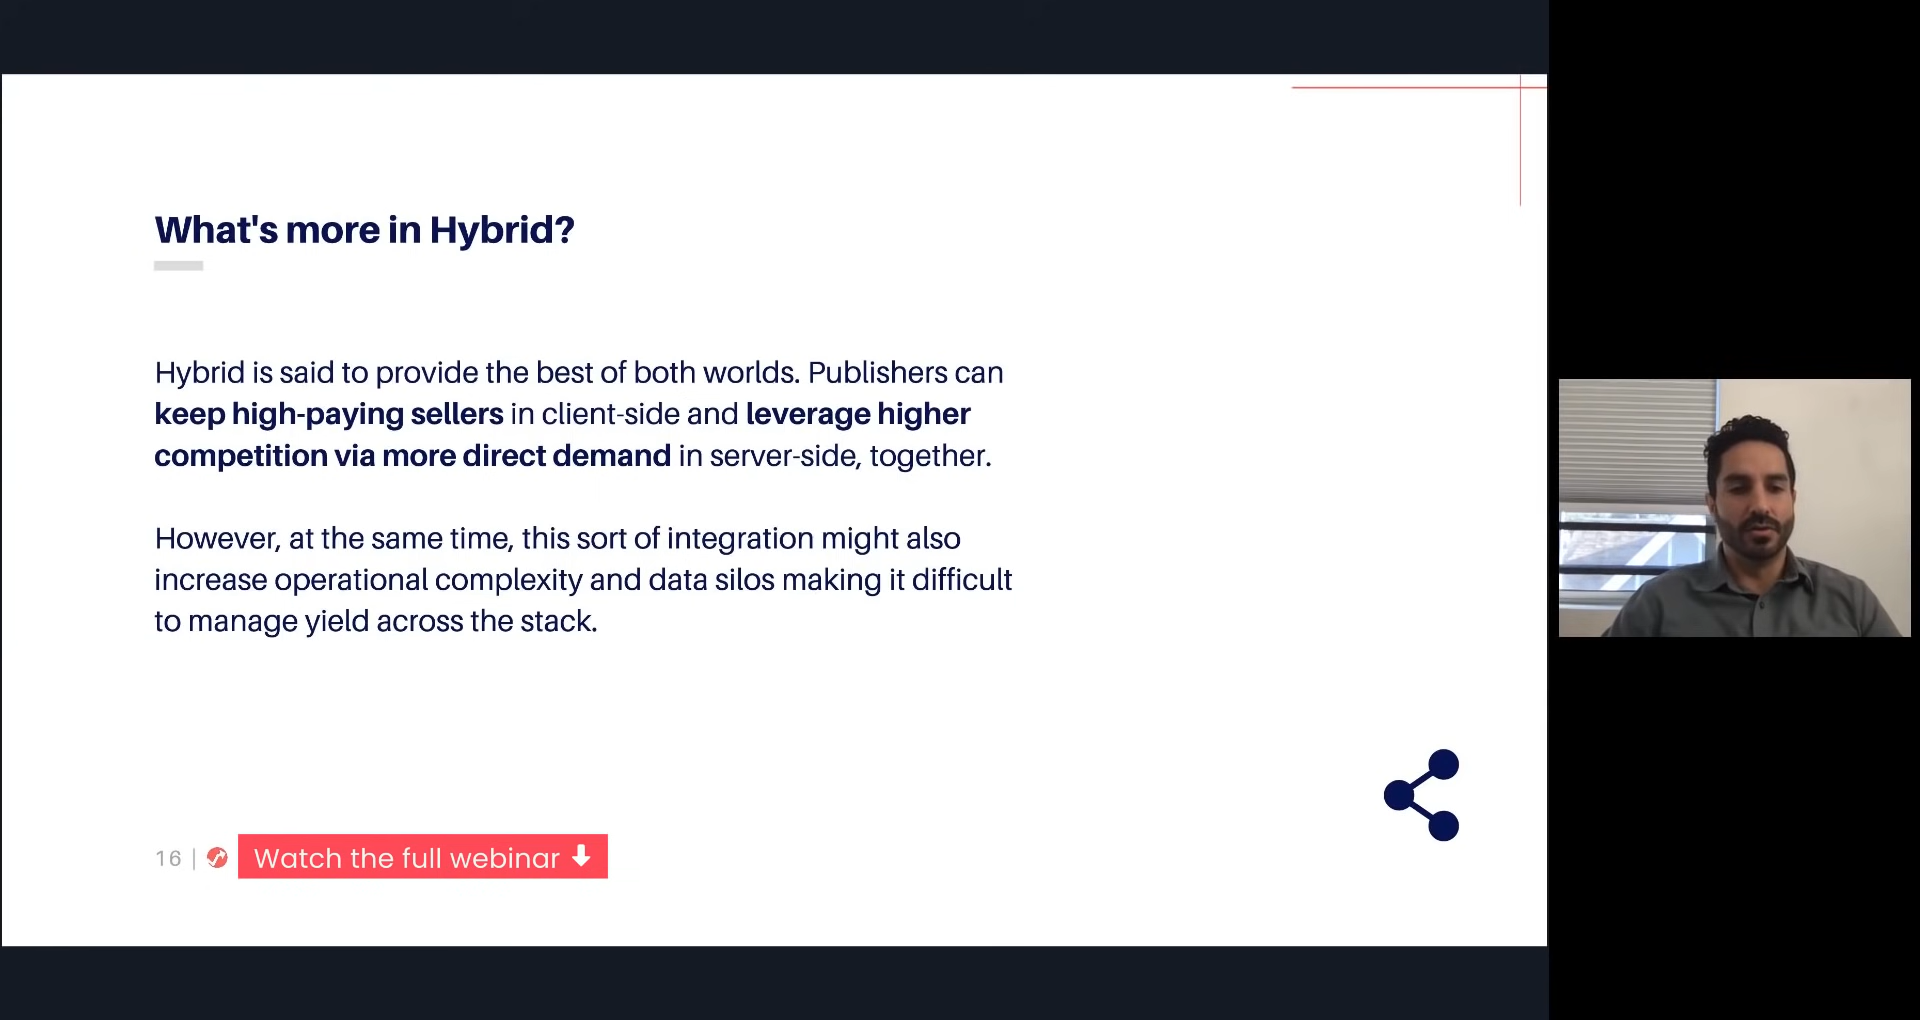 What's more in Hybrid?
Hybrid is said to provide the best of both worlds. Publishers can
keep high-paying sellers in client-side and leverage higher
competition via more direct demand in server-side, together.
However, at the same time, this sort of integration might also
increase operational complexity and data silos making it difficult
to manage yield across the stack.
16 | Watch the full webinar